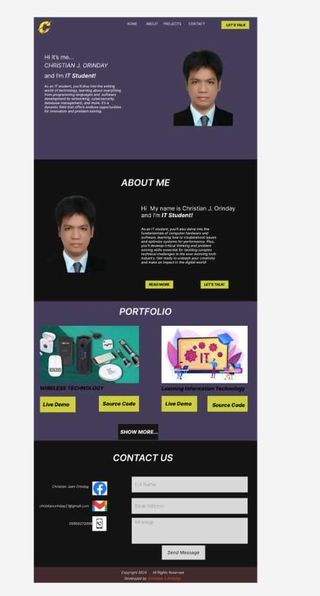 HOME ABOUT PROJECTS CONTACT LET'S TALK
Hi It's me...
CHRISTIAN J. ORINDAY
and I'm IT Student!
As an IT student, you'll dive into the exciting
world of technology, learning about everything
from programming languages and software
development to networking, cybersecurity,
database management, and more. It's a
dynamic field that offers endless opportunities
for innovation and problem-solving.
ABOUT ME
Hi My name is Christian J. Orinday
and I'm IT Student!
As an IT student, you'll also delve into the
fundamentals of computer hardware and
software, learning how to troubleshoot issues
and optimize systems for performance. Plus,
you'll develop critical thinking and problem-
solving skills essential for tackling complex
technical challenges in the ever-evolving tech
industry. Get ready to unleash your creativity
and make an impact in the digital world!
READ MORE LET'S TALK!
PORTFOLIO
IT
WIRELESS TECHNOLOGY
Learning Information Technology
Live Demo Source Code
Live Demo Source Code
SHOW MORE...
CONTACT US
Christian Jave Orinday
Full Name
Email Address
Message
Send Message
Copyright 2024 All Rights Reserved
Developed by